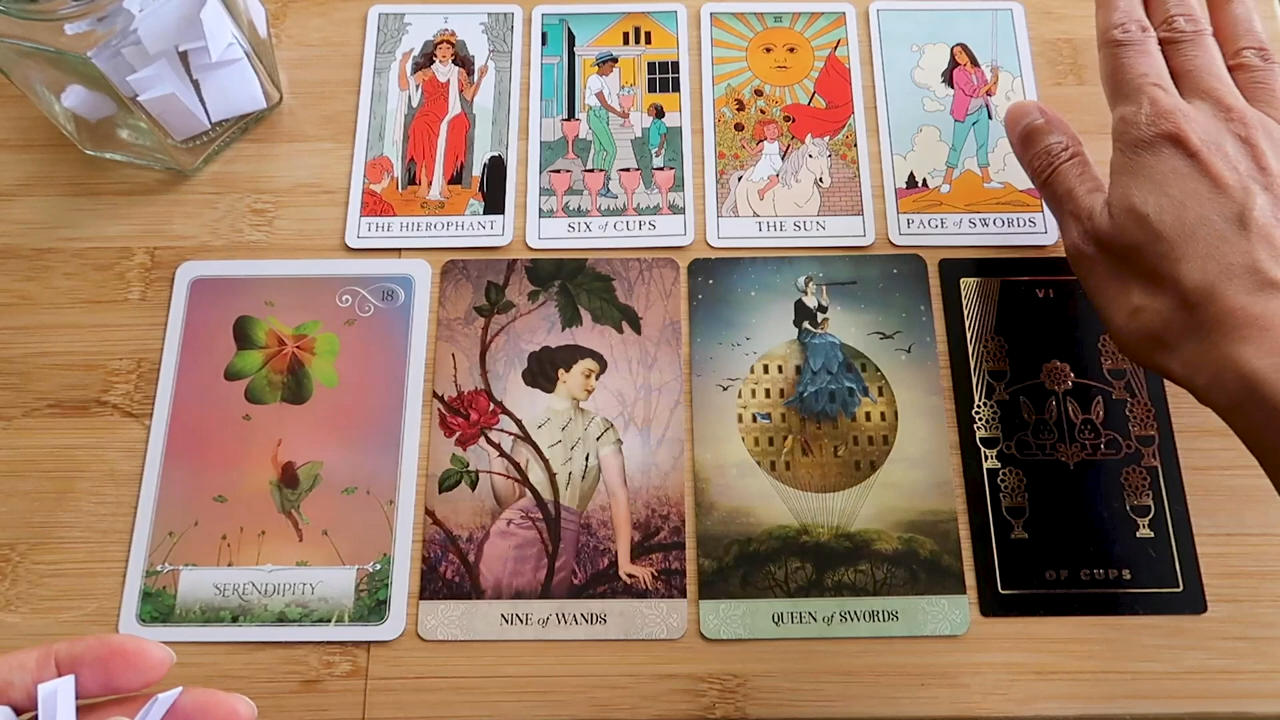 V
THE HIEROPHANT
SIX of CUPS
THE SUN
PAGE of SWORDS
18
SERENDIPITY
NINE of WANDS
QUEEN of SWORDS
VI
OF CUPS